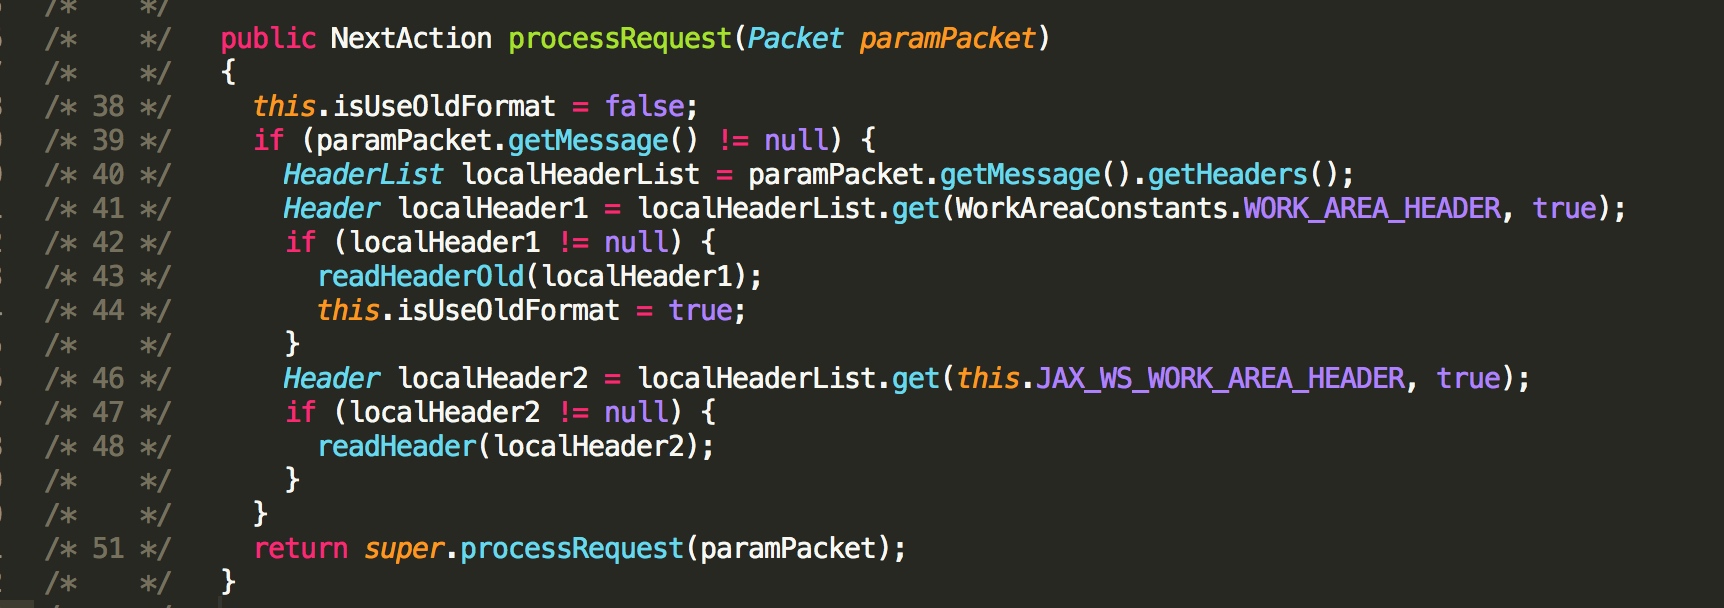 /*    */
/*    */   public NextAction processRequest(Packet paramPacket)
/*    */   {
/* 38 */     this.isUseOldFormat = false;
/* 39 */     if (paramPacket.getMessage() != null) {
/* 40 */       HeaderList localHeaderList = paramPacket.getMessage().getHeaders();
/* 41 */       Header localHeader1 = localHeaderList.get(WorkAreaConstants.WORK_AREA_HEADER, true);
/* 42 */       if (localHeader1 != null) {
/* 43 */         readHeaderOld(localHeader1);
/* 44 */         this.isUseOldFormat = true;
/*    */       }
/* 46 */       Header localHeader2 = localHeaderList.get(this.JAX_WS_WORK_AREA_HEADER, true);
/* 47 */       if (localHeader2 != null) {
/* 48 */         readHeader(localHeader2);
/*    */       }
/*    */     }
/* 51 */     return super.processRequest(paramPacket);
/*    */   }